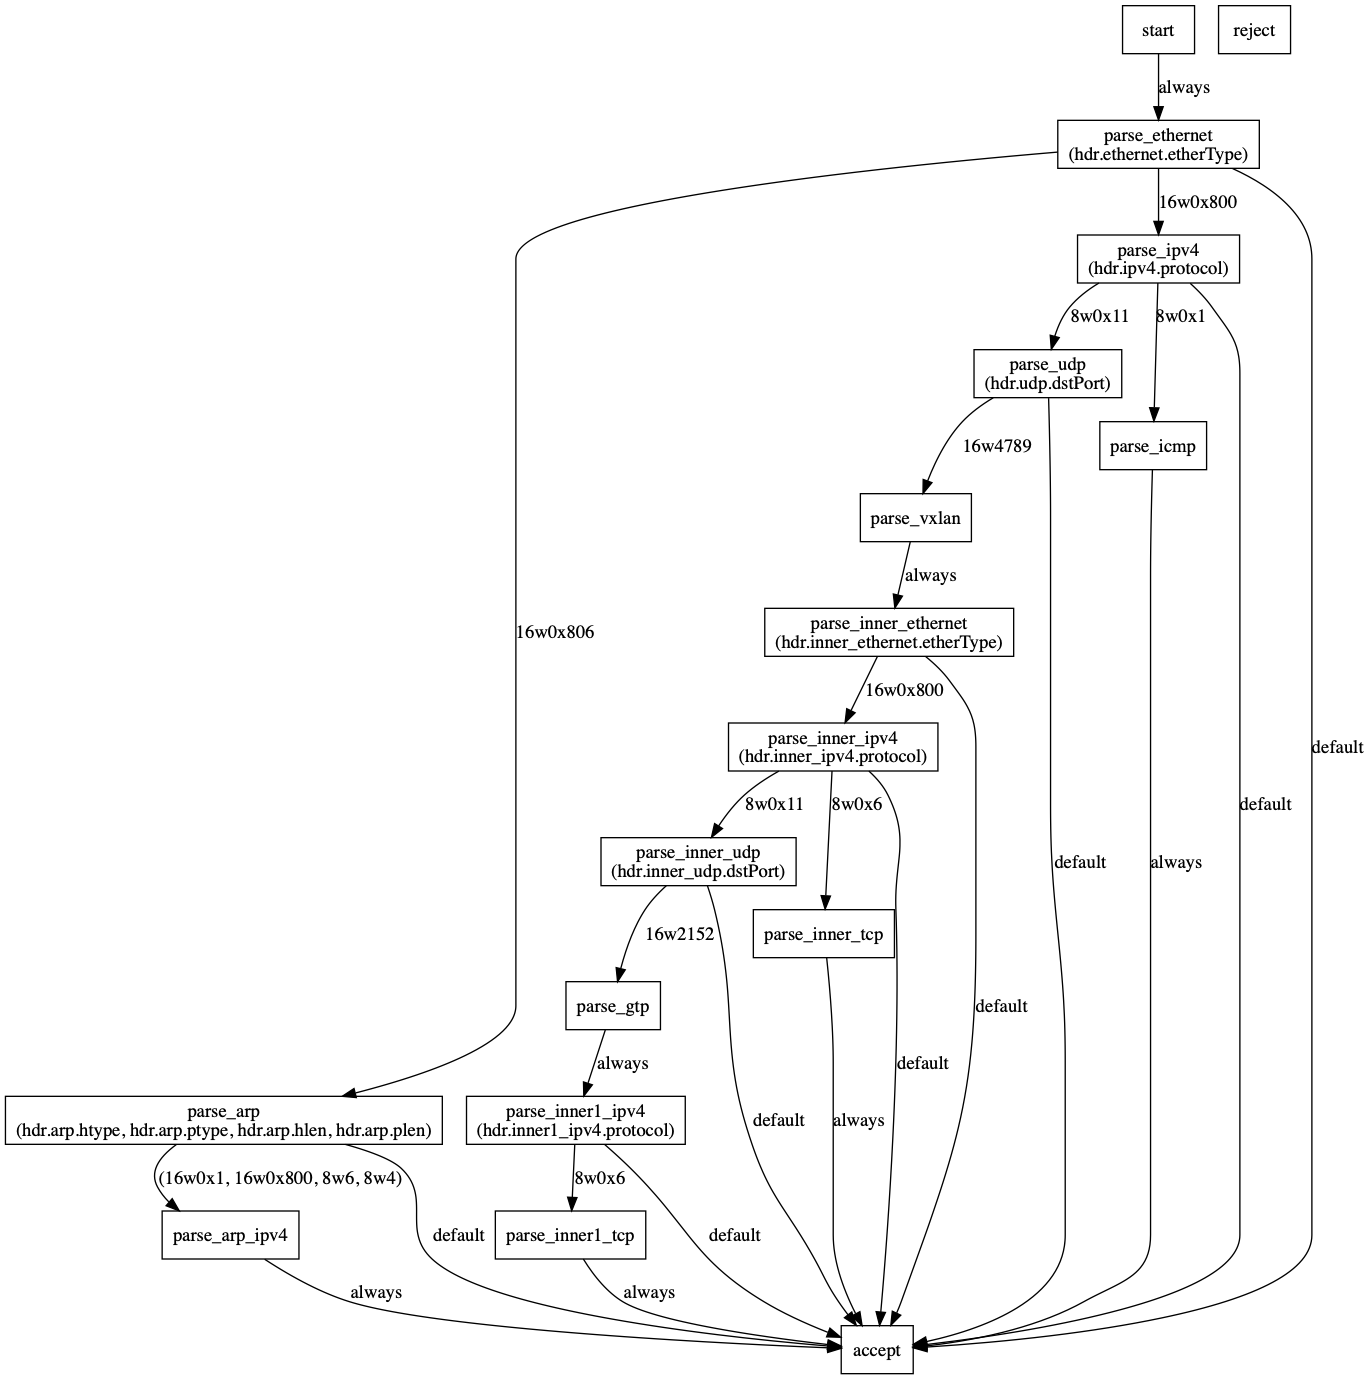 start
reject
always
parse_ethernet
(hdr.ethernet.etherType)
16w0x800
parse_ipv4
(hdr.ipv4.protocol)
8w0x11
8w0x1
parse_udp
(hdr.udp.dstPort)
16w4789
parse_icmp
parse_vxlan
always
parse_inner_ethernet
(hdr.inner_ethernet.etherType)
16w0x806
16w0x800
parse_inner_ipv4
(hdr.inner_ipv4.protocol)
default
8w0x11
8w0x6
default
parse_inner_udp
(hdr.inner_udp.dstPort)
default
always
16w2152
parse_inner_tcp
parse_gtp
default
always
default
parse_arp
(hdr.arp.htype, hdr.arp.ptype, hdr.arp.hlen, hdr.arp.plen)
parse_inner1_ipv4
(hdr.inner1_ipv4.protocol)
default
always
(16w0x1, 16w0x800, 8w6, 8w4)
8w0x6
parse_arp_ipv4
default
parse_inner1_tcp
default
always
always
accept